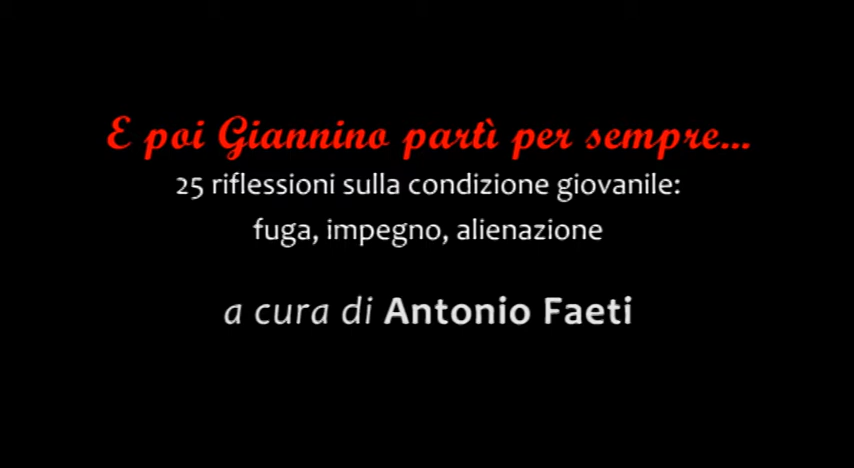 E poi Giannino partì per sempre...
25 riflessioni sulla condizione giovanile:
fuga, impegno, alienazione
a cura di Antonio Faeti